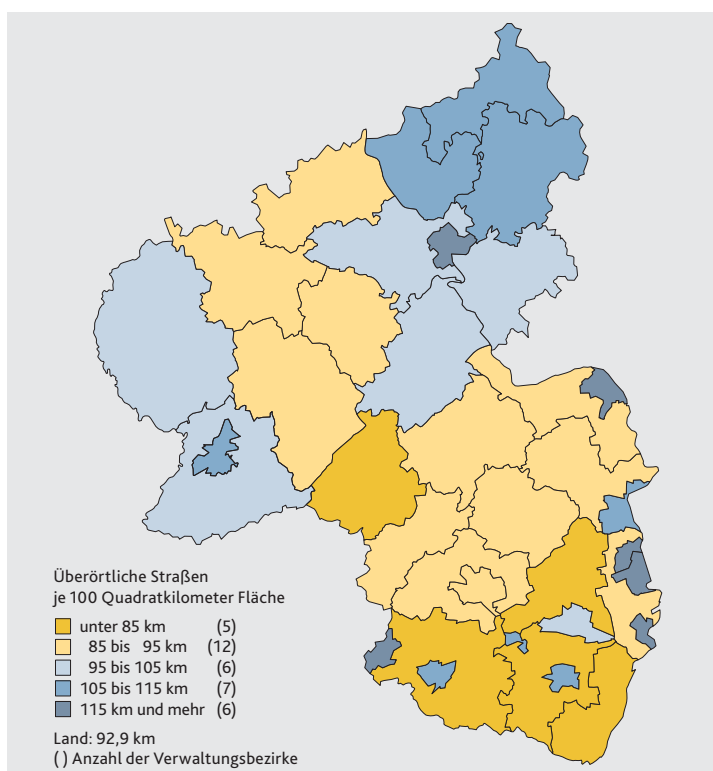 Überörtliche Straßen
je 100 Quadratkilometer Fläche
unter 85 km (5)
85 bis 95 km (12)
95 bis 105 km (6)
105 bis 115 km (7)
115 km und mehr (6)
Land: 92,9 km
( ) Anzahl der Verwaltungsbezirke